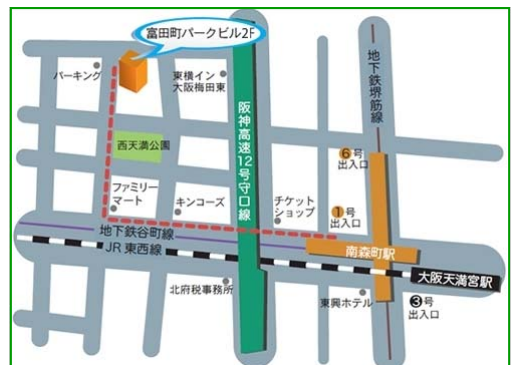 富田町パークビル2F
パーキング
東横イン
大阪梅田東
阪神高速12号守口線
地下鉄堺筋線
西天満公園
❻号
出入口
ファミリー
マート
キンコーズ
チケット
ショップ
❶号
出入口
地下鉄谷町線
JR東西線
南森町駅
大阪天満宮駅
北府税事務所
東興ホテル
❸号
出入口